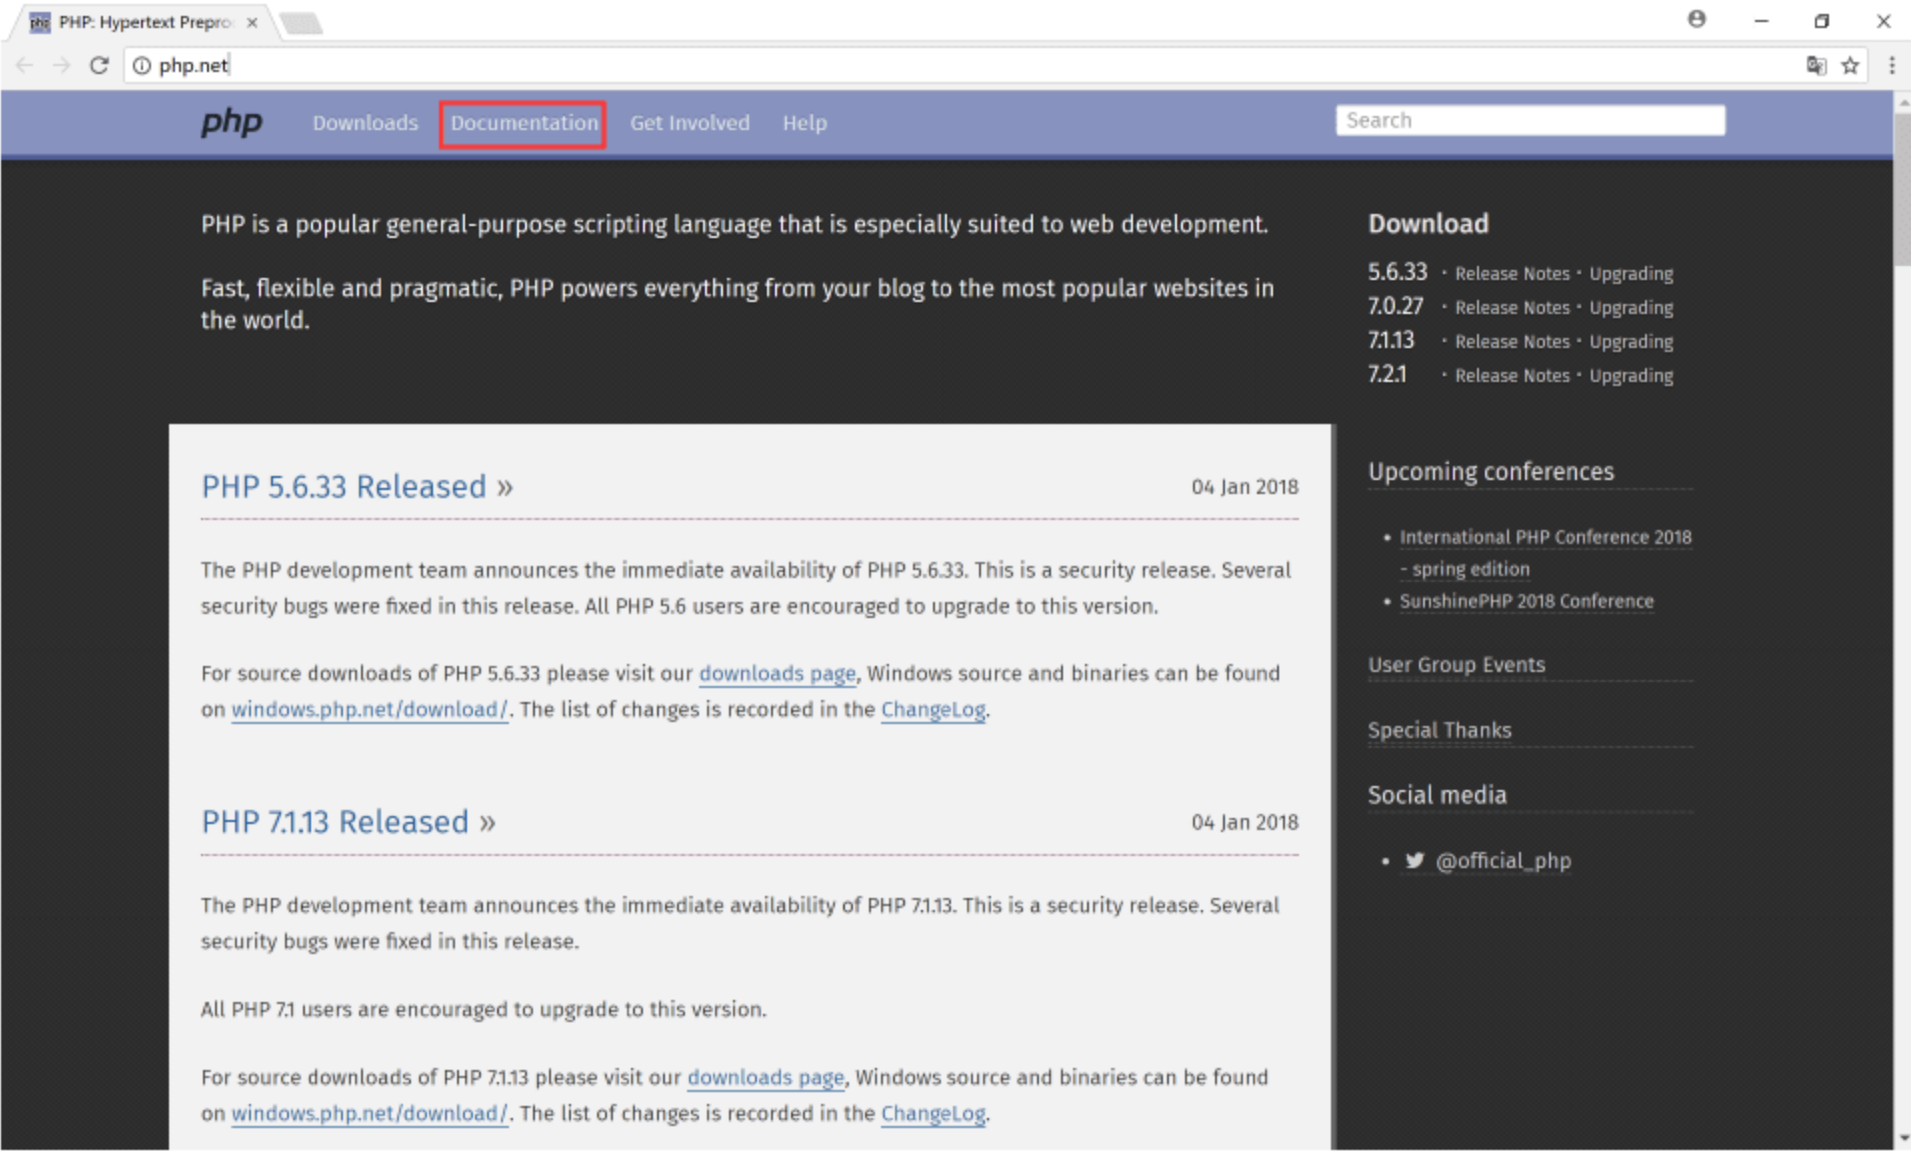 PHP: Hypertext Prepro
php.net
php Downloads Documentation Get Involved Help Search
PHP is a popular general-purpose scripting language that is especially suited to web development.
Fast, flexible and pragmatic, PHP powers everything from your blog to the most popular websites in
the world.
Download
5.6.33 · Release Notes · Upgrading
7.0.27 · Release Notes · Upgrading
7.1.13 · Release Notes · Upgrading
7.2.1 · Release Notes · Upgrading
PHP 5.6.33 Released » 04 Jan 2018
The PHP development team announces the immediate availability of PHP 5.6.33. This is a security release. Several
security bugs were fixed in this release. All PHP 5.6 users are encouraged to upgrade to this version.
For source downloads of PHP 5.6.33 please visit our downloads page, Windows source and binaries can be found
on windows.php.net/download/. The list of changes is recorded in the ChangeLog.
PHP 7.1.13 Released » 04 Jan 2018
The PHP development team announces the immediate availability of PHP 7.1.13. This is a security release. Several
security bugs were fixed in this release.
All PHP 7.1 users are encouraged to upgrade to this version.
For source downloads of PHP 7.1.13 please visit our downloads page, Windows source and binaries can be found
on windows.php.net/download/. The list of changes is recorded in the ChangeLog.
Upcoming conferences
• International PHP Conference 2018
- spring edition
• SunshinePHP 2018 Conference
User Group Events
Special Thanks
Social media
• @official_php